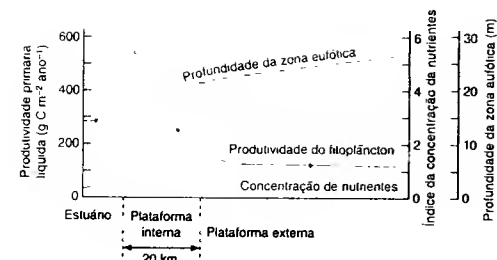 Produtividade primária
líquida (g C m⁻² ano⁻¹)
600
400
200
0
Profundidade da zona eufótica
Produtividade do fitoplâncton
Concentração de nutrientes
6
4
2
0
Índice da concentração da nutrientes
30
20
10
0
Profundidade da zona eufótica (m)
Estuário
Plataforma
interna
Plataforma externa
20 km